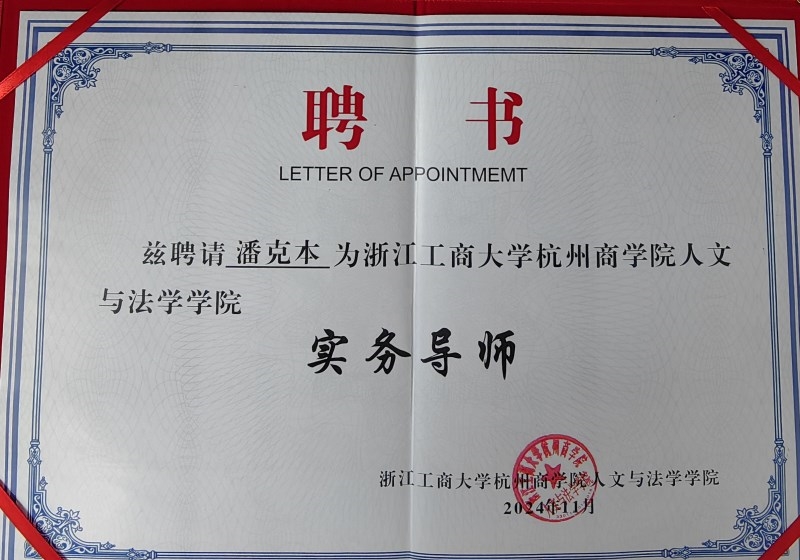 聘 书
LETTER OF APPOINTMEMT
兹聘请 潘克本 为浙江工商大学杭州商学院人文
与法学学院
实务导师
浙江工商大学杭州商学院人文与法学学院
2024年11月